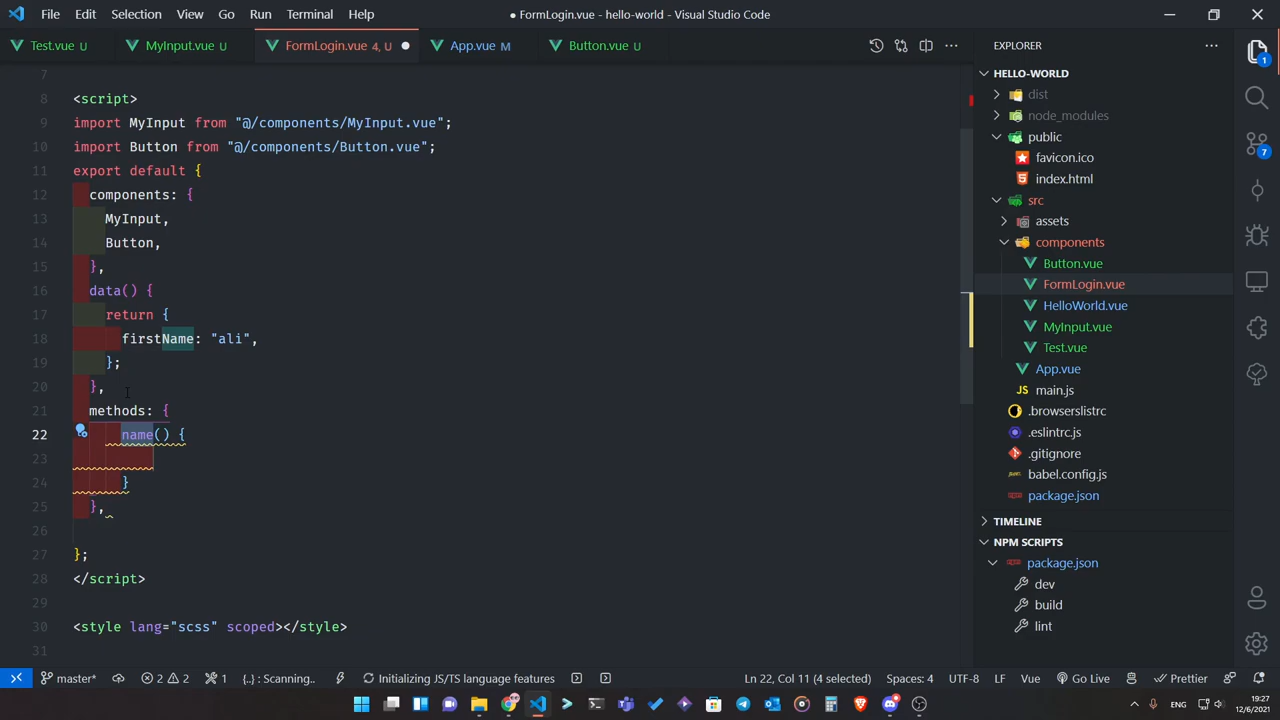 File Edit Selection View Go Run Terminal Help ● FormLogin.vue - hello-world - Visual Studio Code
Test.vue U MyInput.vue U FormLogin.vue 4, U App.vue M Button.vue U
EXPLORER
HELLO-WORLD
dist
node_modules
public
favicon.ico
index.html
src
assets
components
Button.vue
FormLogin.vue
HelloWorld.vue
MyInput.vue
Test.vue
App.vue
JS main.js
.browserslistrc
.eslintrc.js
.gitignore
babel.config.js
package.json
TIMELINE
NPM SCRIPTS
package.json
dev
build
lint
1
7
7
8 <script>
9 import MyInput from "@/components/MyInput.vue";
10 import Button from "@/components/Button.vue";
11 export default {
12 components: {
13 MyInput,
14 Button,
15 },
16 data() {
17 return {
18 firstName: "ali",
19 };
20 },
21 methods: {
22 name() {
23
24 }
25 },
26
27 };
28 </script>
29
30 <style lang="scss" scoped></style>
31
master* 2 2 1 {..} : Scanning.. Initializing JS/TS language features Ln 22, Col 11 (4 selected) Spaces: 4 UTF-8 LF Vue Go Live Prettier
ENG 19:27
12/6/2021